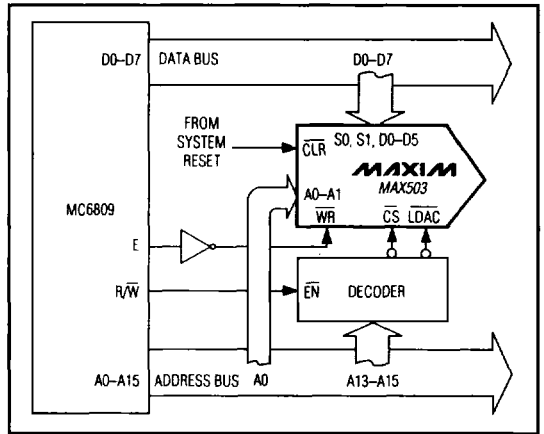 D0–D7 DATA BUS D0–D7
FROM
SYSTEM
RESET
CLR S0, S1, D0–D5
MAXIM
MAX503
A0–A1
WR CS LDAC
MC6809
E
R/W EN DECODER
A0–A15 ADDRESS BUS A0 A13–A15